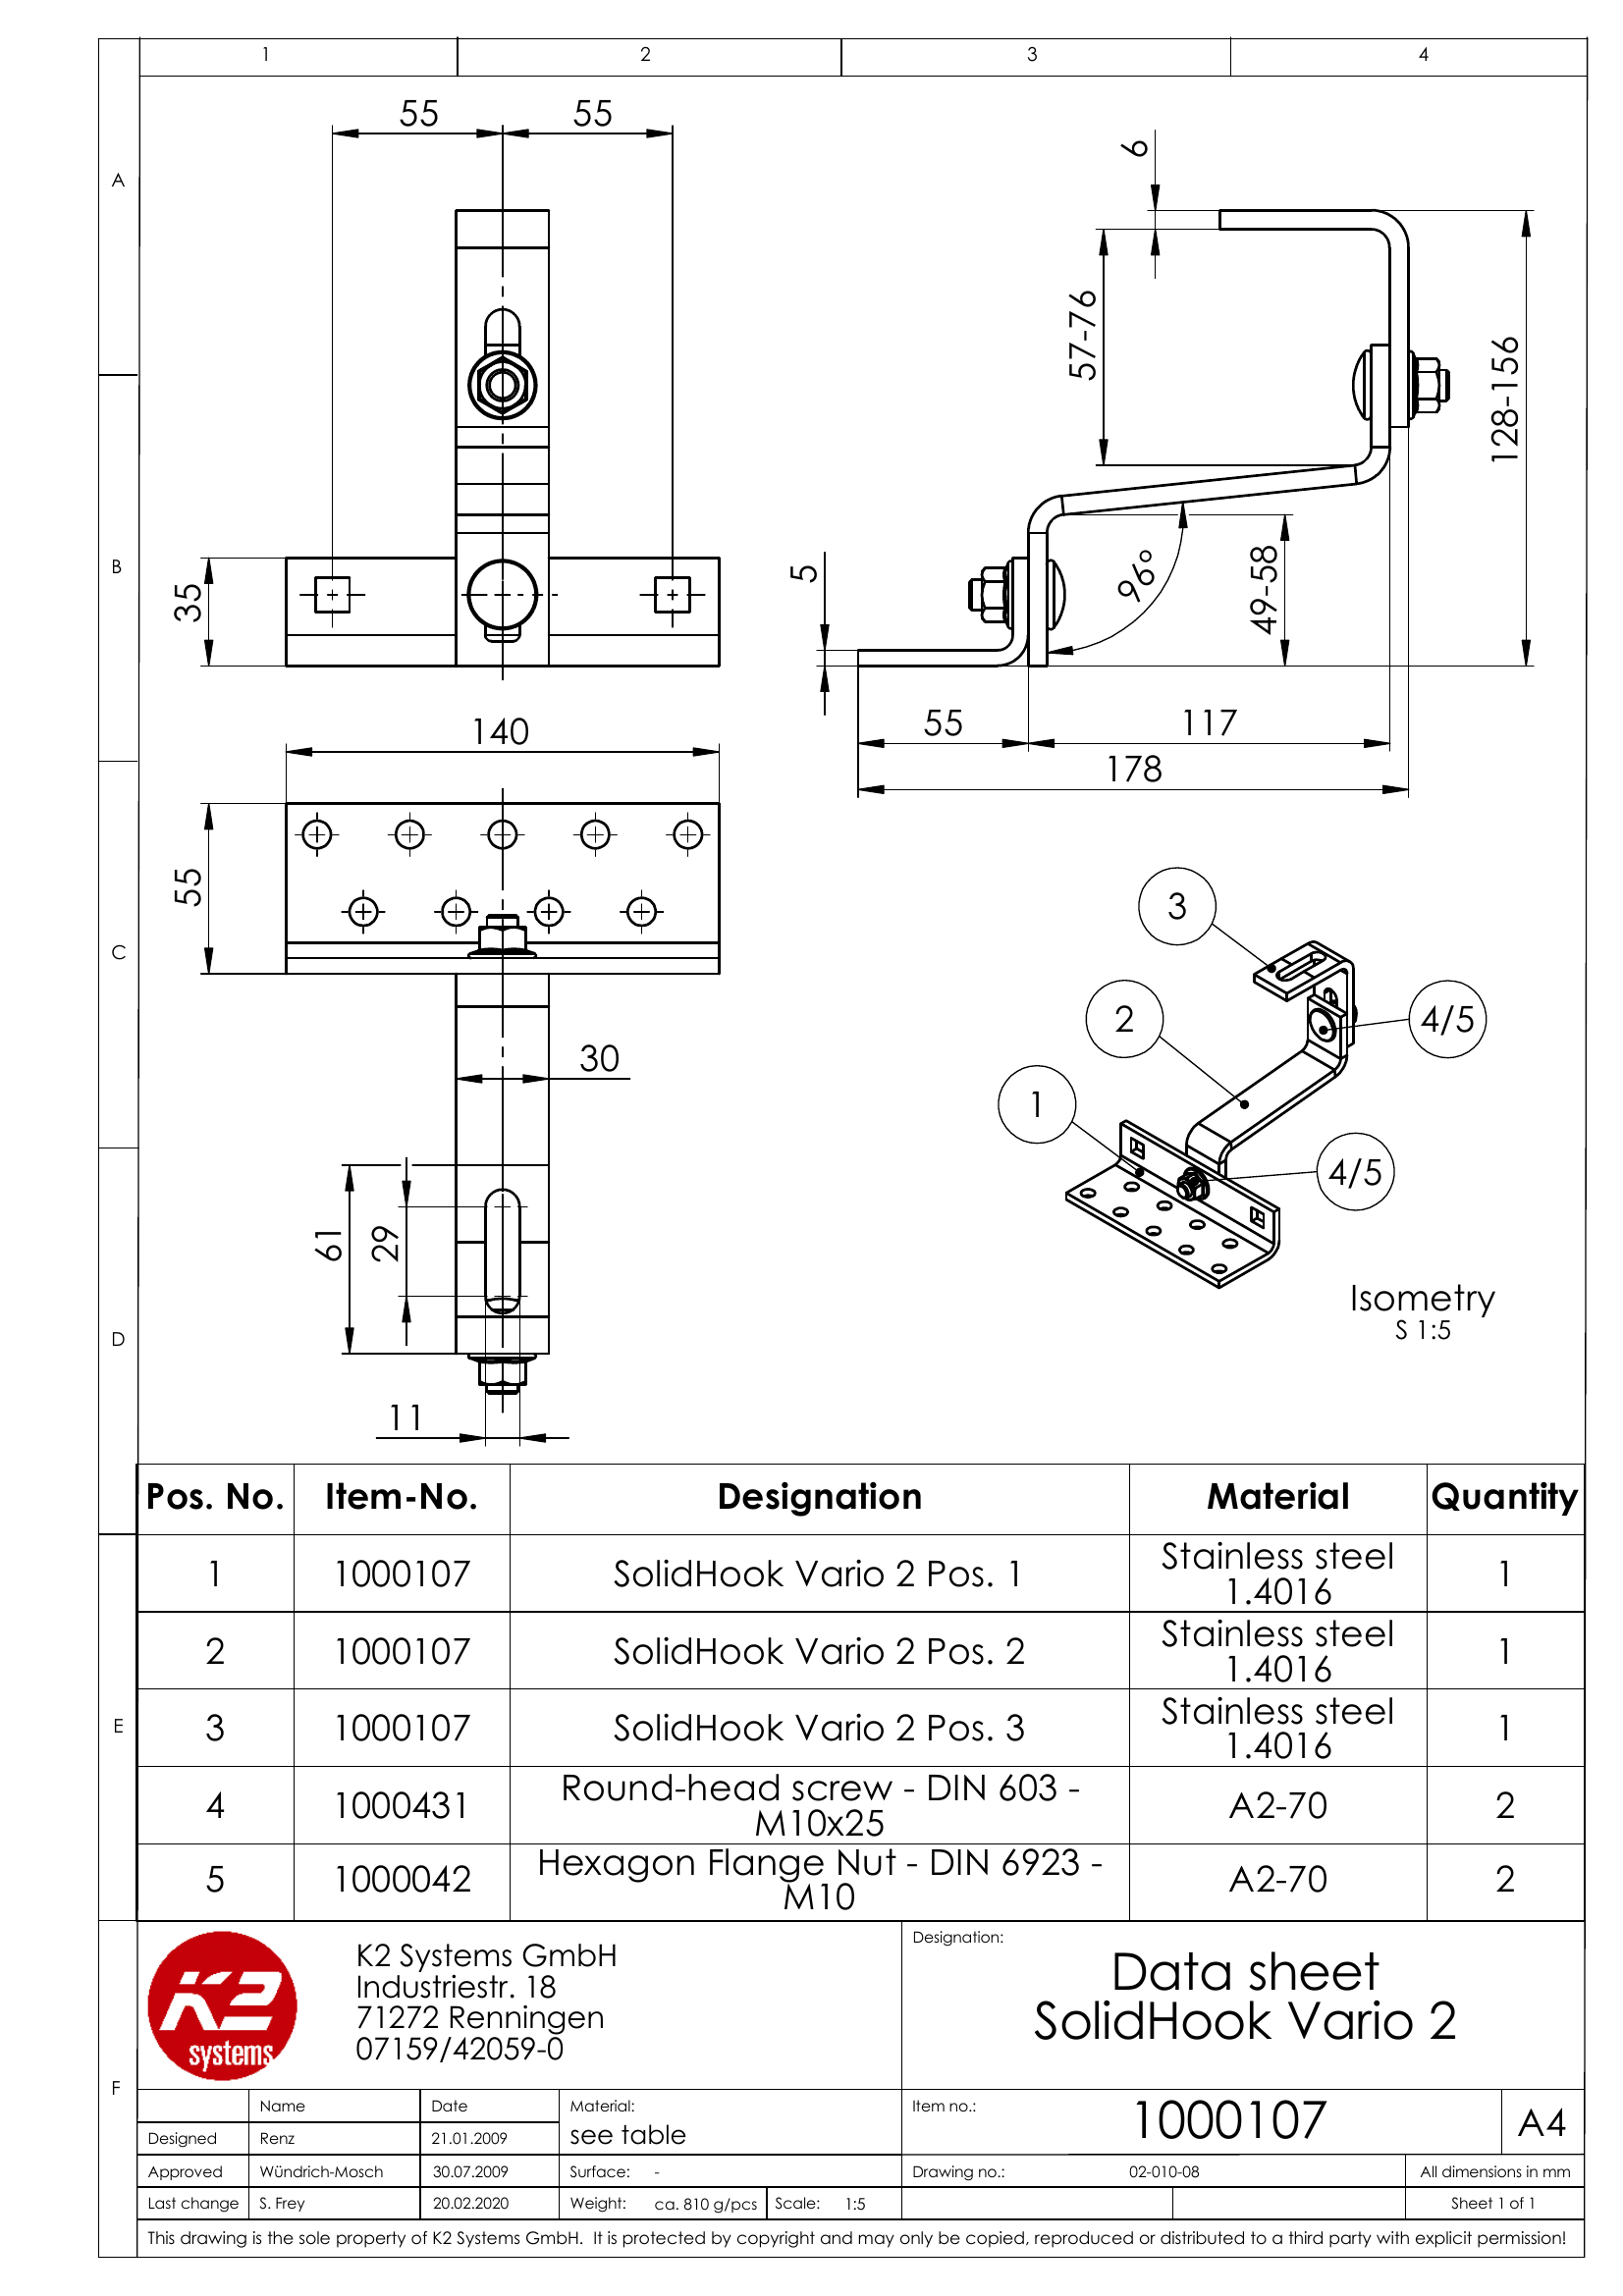 1 2 3 4
A
B
C
D
E
F
55 55
35
140
55
30
61
29
11
6
57-76
128-156
5
96°
49-58
55 117
178
3
2
4/5
1
4/5
Isometry
S 1:5
Pos. No. Item-No. Designation Material Quantity
1 1000107 SolidHook Vario 2 Pos. 1 Stainless steel 1.4016 1
2 1000107 SolidHook Vario 2 Pos. 2 Stainless steel 1.4016 1
3 1000107 SolidHook Vario 2 Pos. 3 Stainless steel 1.4016 1
4 1000431 Round-head screw - DIN 603 - M10x25 A2-70 2
5 1000042 Hexagon Flange Nut - DIN 6923 - M10 A2-70 2
K2 systems
K2 Systems GmbH
Industriestr. 18
71272 Renningen
07159/42059-0
Designation:
Data sheet
SolidHook Vario 2
Name Date Material: see table
Item no.: 1000107 A4
Designed Renz 21.01.2009
Approved Wündrich-Mosch 30.07.2009 Surface: -
Drawing no.: 02-010-08 All dimensions in mm
Last change S. Frey 20.02.2020 Weight: ca. 810 g/pcs Scale: 1:5
Sheet 1 of 1
This drawing is the sole property of K2 Systems GmbH. It is protected by copyright and may only be copied, reproduced or distributed to a third party with explicit permission!